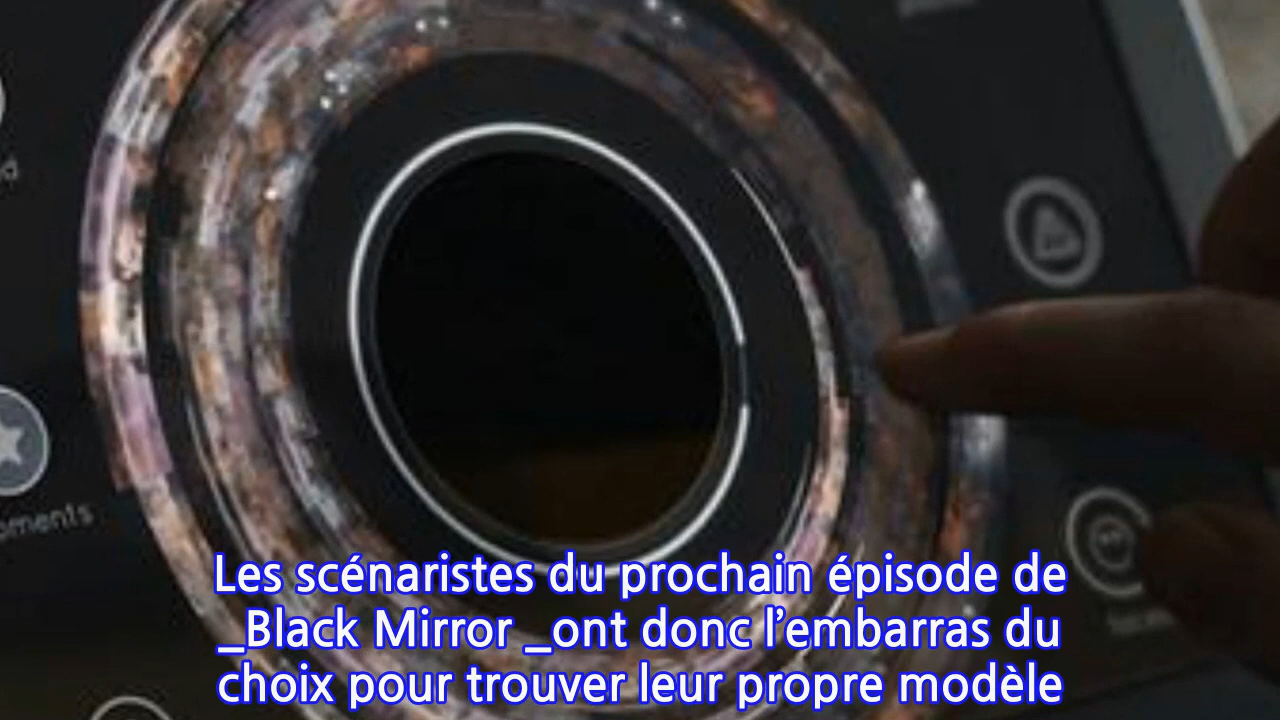 Les scénaristes du prochain épisode de
_Black Mirror _ont donc l’embarras du
choix pour trouver leur propre modèle